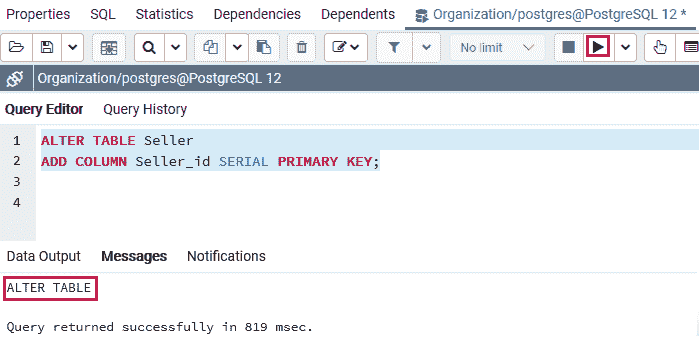 Properties SQL Statistics Dependencies Dependents Organization/postgres@PostgreSQL 12 *
No limit
Organization/postgres@PostgreSQL 12
Query Editor Query History
1 ALTER TABLE Seller
2 ADD COLUMN Seller_id SERIAL PRIMARY KEY;
3
4
Data Output Messages Notifications
ALTER TABLE
Query returned successfully in 819 msec.